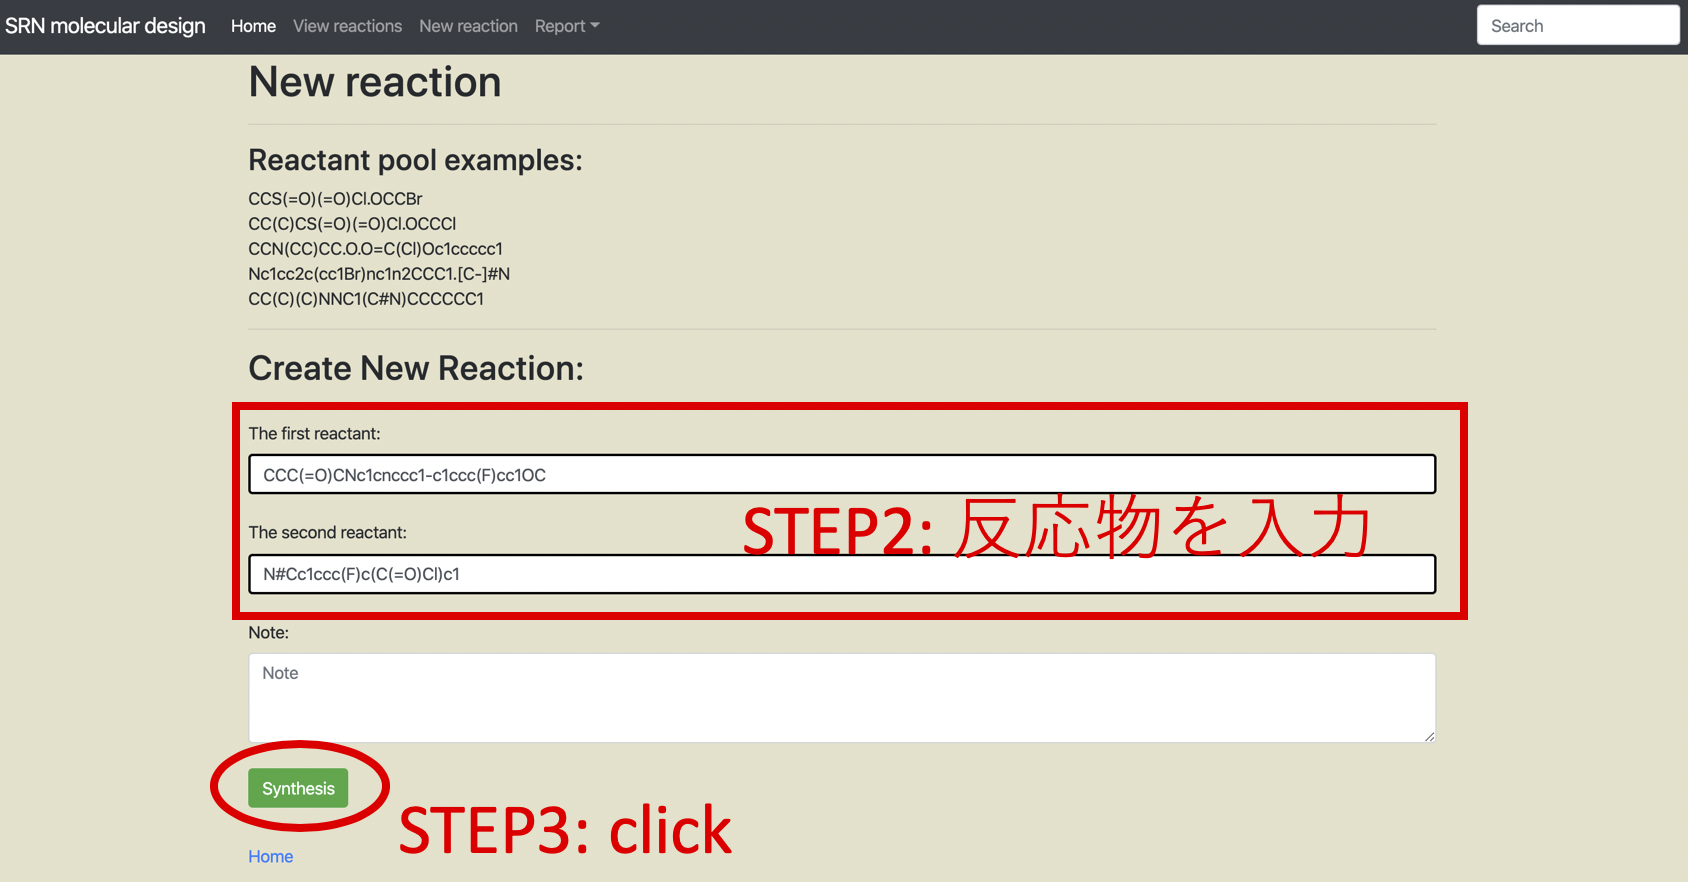 SRN molecular design Home View reactions New reaction Report Search
New reaction
Reactant pool examples:
CCS(=O)(=O)Cl.OCCBr
CC(C)CS(=O)(=O)Cl.OCCCl
CCN(CC)CC.O.O=C(Cl)Oc1ccccc1
Nc1cc2c(cc1Br)nc1n2CCC1.[C-]#N
CC(C)(C)NNC1(C#N)CCCCCC1
Create New Reaction:
The first reactant:
CCC(=O)CNc1cnccc1-c1ccc(F)cc1OC
The second reactant:
STEP2: 反応物を入力
N#Cc1ccc(F)c(C(=O)Cl)c1
Note:
Note
Synthesis
STEP3: click
Home